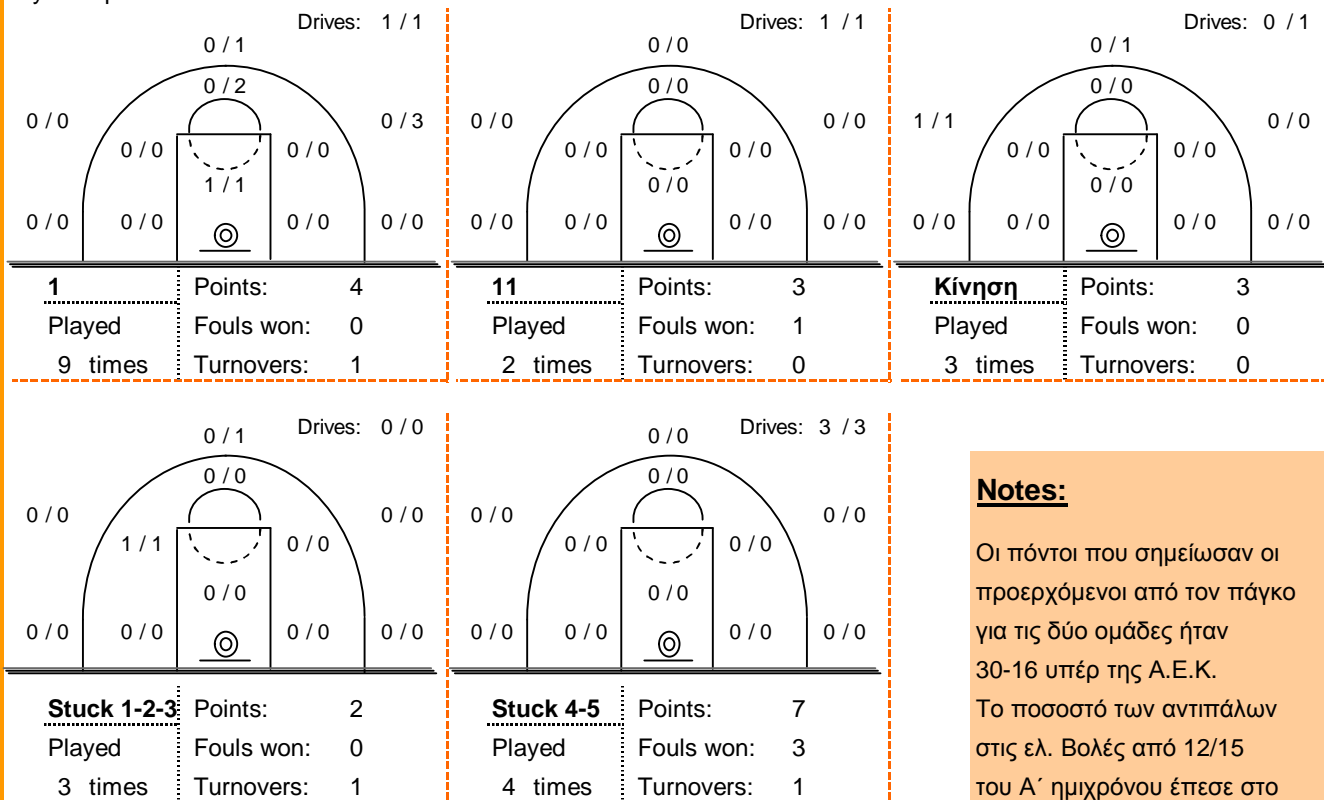 Drives: 1 / 1
0 / 1
0 / 2
0 / 0
0 / 3
0 / 0
0 / 0
1 / 1
0 / 0
0 / 0
0 / 0
0 / 0
1
Points: 4
Played
Fouls won: 0
9 times
Turnovers: 1
Drives: 1 / 1
0 / 0
0 / 0
0 / 0
0 / 0
0 / 0
0 / 0
0 / 0
0 / 0
0 / 0
0 / 0
0 / 0
11
Points: 3
Played
Fouls won: 1
2 times
Turnovers: 0
Drives: 0 / 1
0 / 1
0 / 0
1 / 1
0 / 0
0 / 0
0 / 0
0 / 0
0 / 0
0 / 0
0 / 0
0 / 0
Κίνηση
Points: 3
Played
Fouls won: 0
3 times
Turnovers: 0
Drives: 0 / 0
0 / 1
0 / 0
0 / 0
0 / 0
1 / 1
0 / 0
0 / 0
0 / 0
0 / 0
0 / 0
0 / 0
Stuck 1-2-3
Points: 2
Played
Fouls won: 0
3 times
Turnovers: 1
Drives: 3 / 3
0 / 0
0 / 0
0 / 0
0 / 0
0 / 0
0 / 0
0 / 0
0 / 0
0 / 0
0 / 0
0 / 0
Stuck 4-5
Points: 7
Played
Fouls won: 3
4 times
Turnovers: 1
Notes:
Οι πόντοι που σημείωσαν οι
προερχόμενοι από τον πάγκο
για τις δύο ομάδες ήταν
30-16 υπέρ της Α.Ε.Κ.
Το ποσοστό των αντιπάλων
στις ελ. Βολές από 12/15
του Α΄ ημιχρόνου έπεσε στο